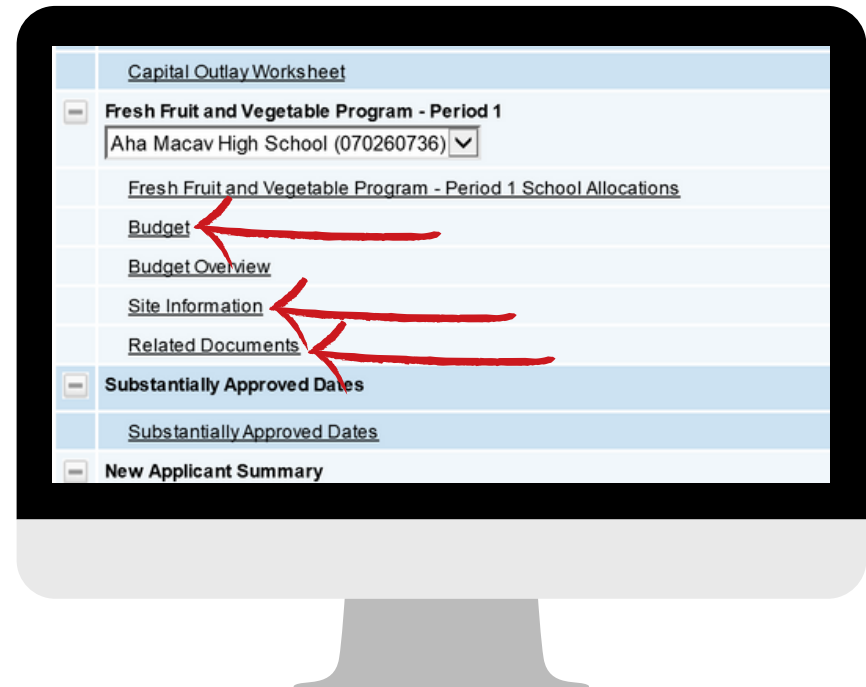 Capital Outlay Worksheet
Fresh Fruit and Vegetable Program - Period 1
Aha Macav High School (070260736)
Fresh Fruit and Vegetable Program - Period 1 School Allocations
Budget
Budget Overview
Site Information
Related Documents
Substantially Approved Dates
Substantially Approved Dates
New Applicant Summary